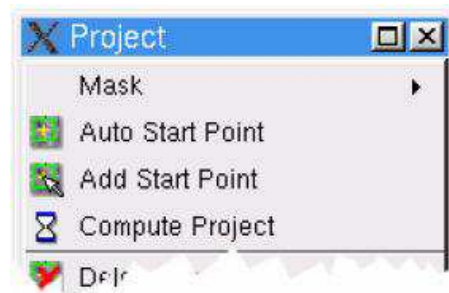 Project
Mask
Auto Start Point
Add Start Point
Compute Project